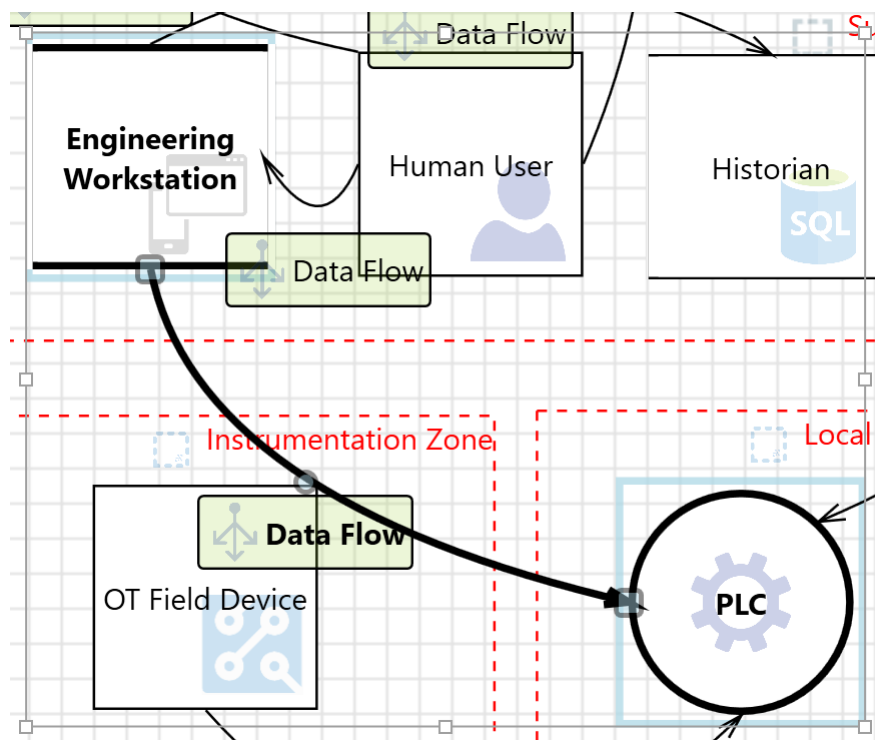 Data Flow
Engineering
Workstation
Human User
Historian
SQL
Data Flow
Instrumentation Zone
Local
Data Flow
OT Field Device
PLC